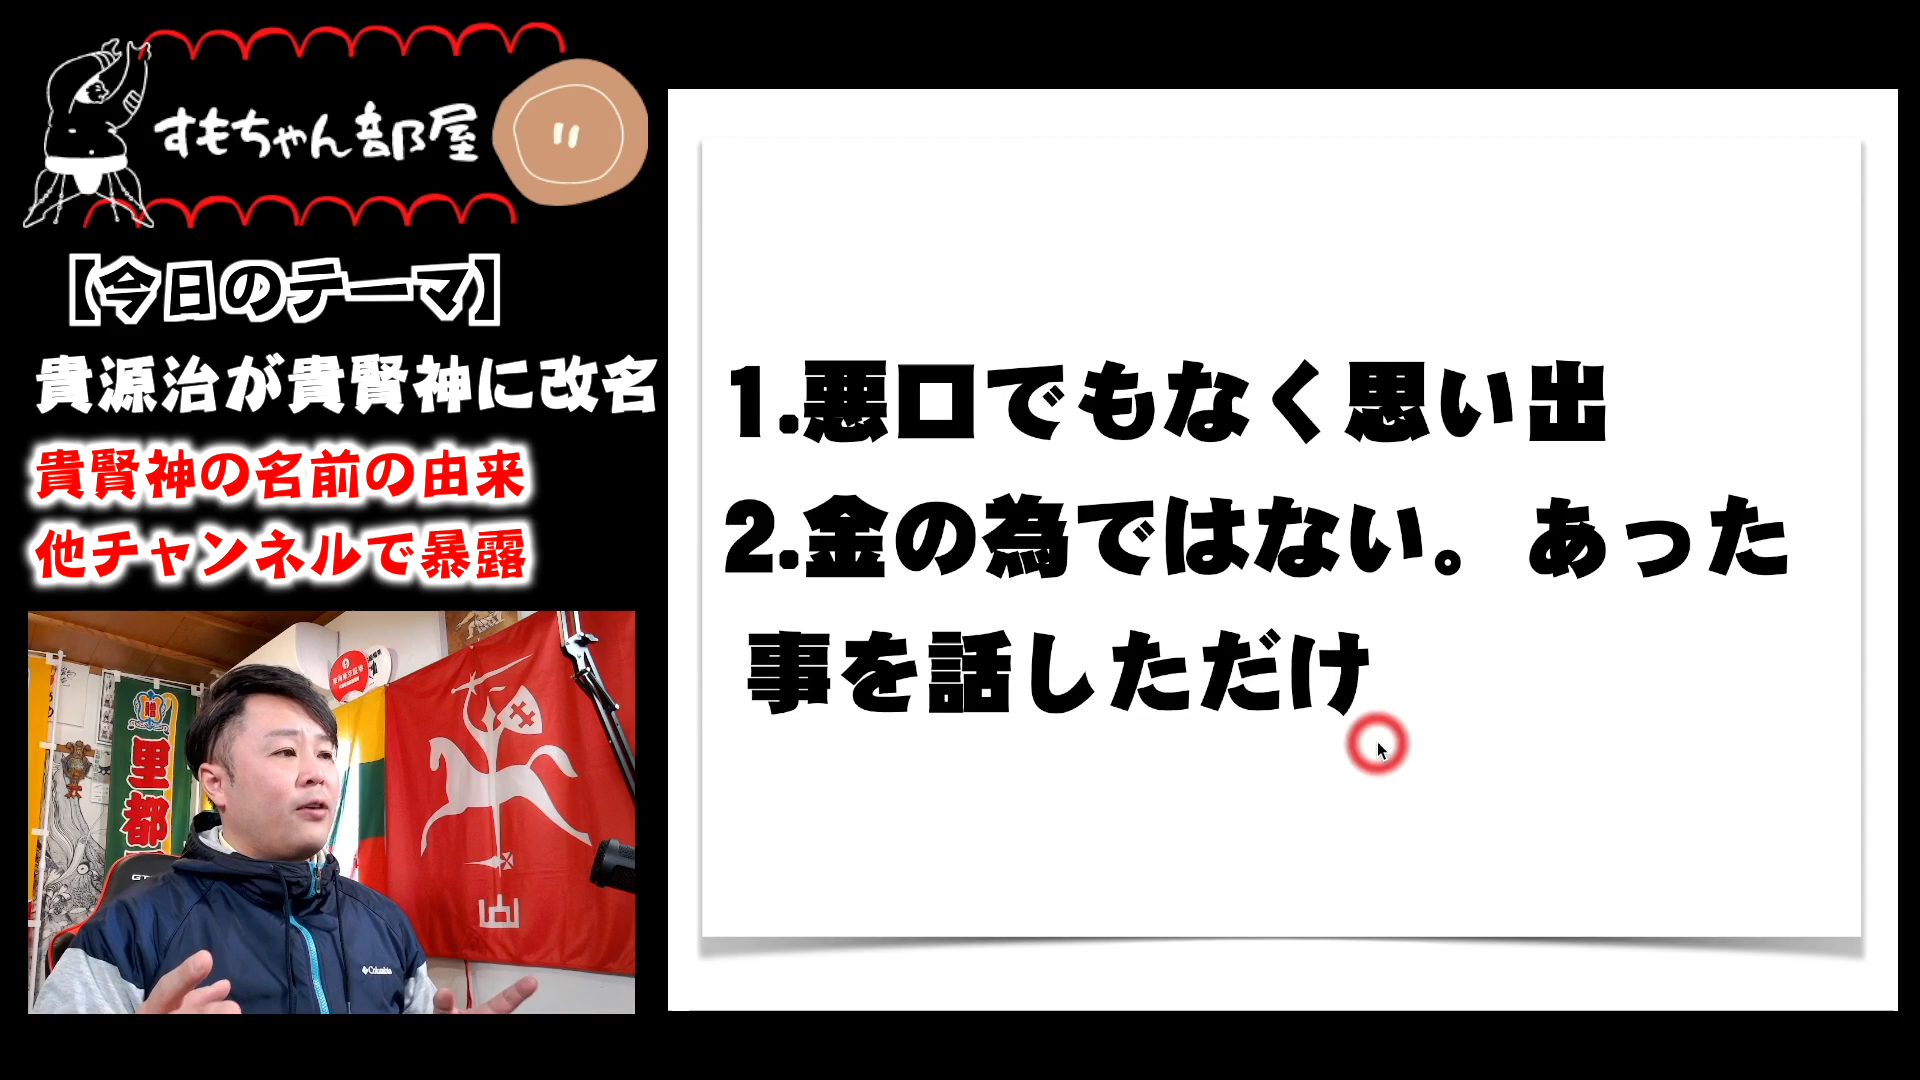 すもちゃん部屋
【今日のテーマ】
貴源治が貴賢神に改名
貴賢神の名前の由来
他チャンネルで暴露
1.悪口でもなく思い出
2.金の為ではない。あった
事を話しただけ
里都
Columbia
GT